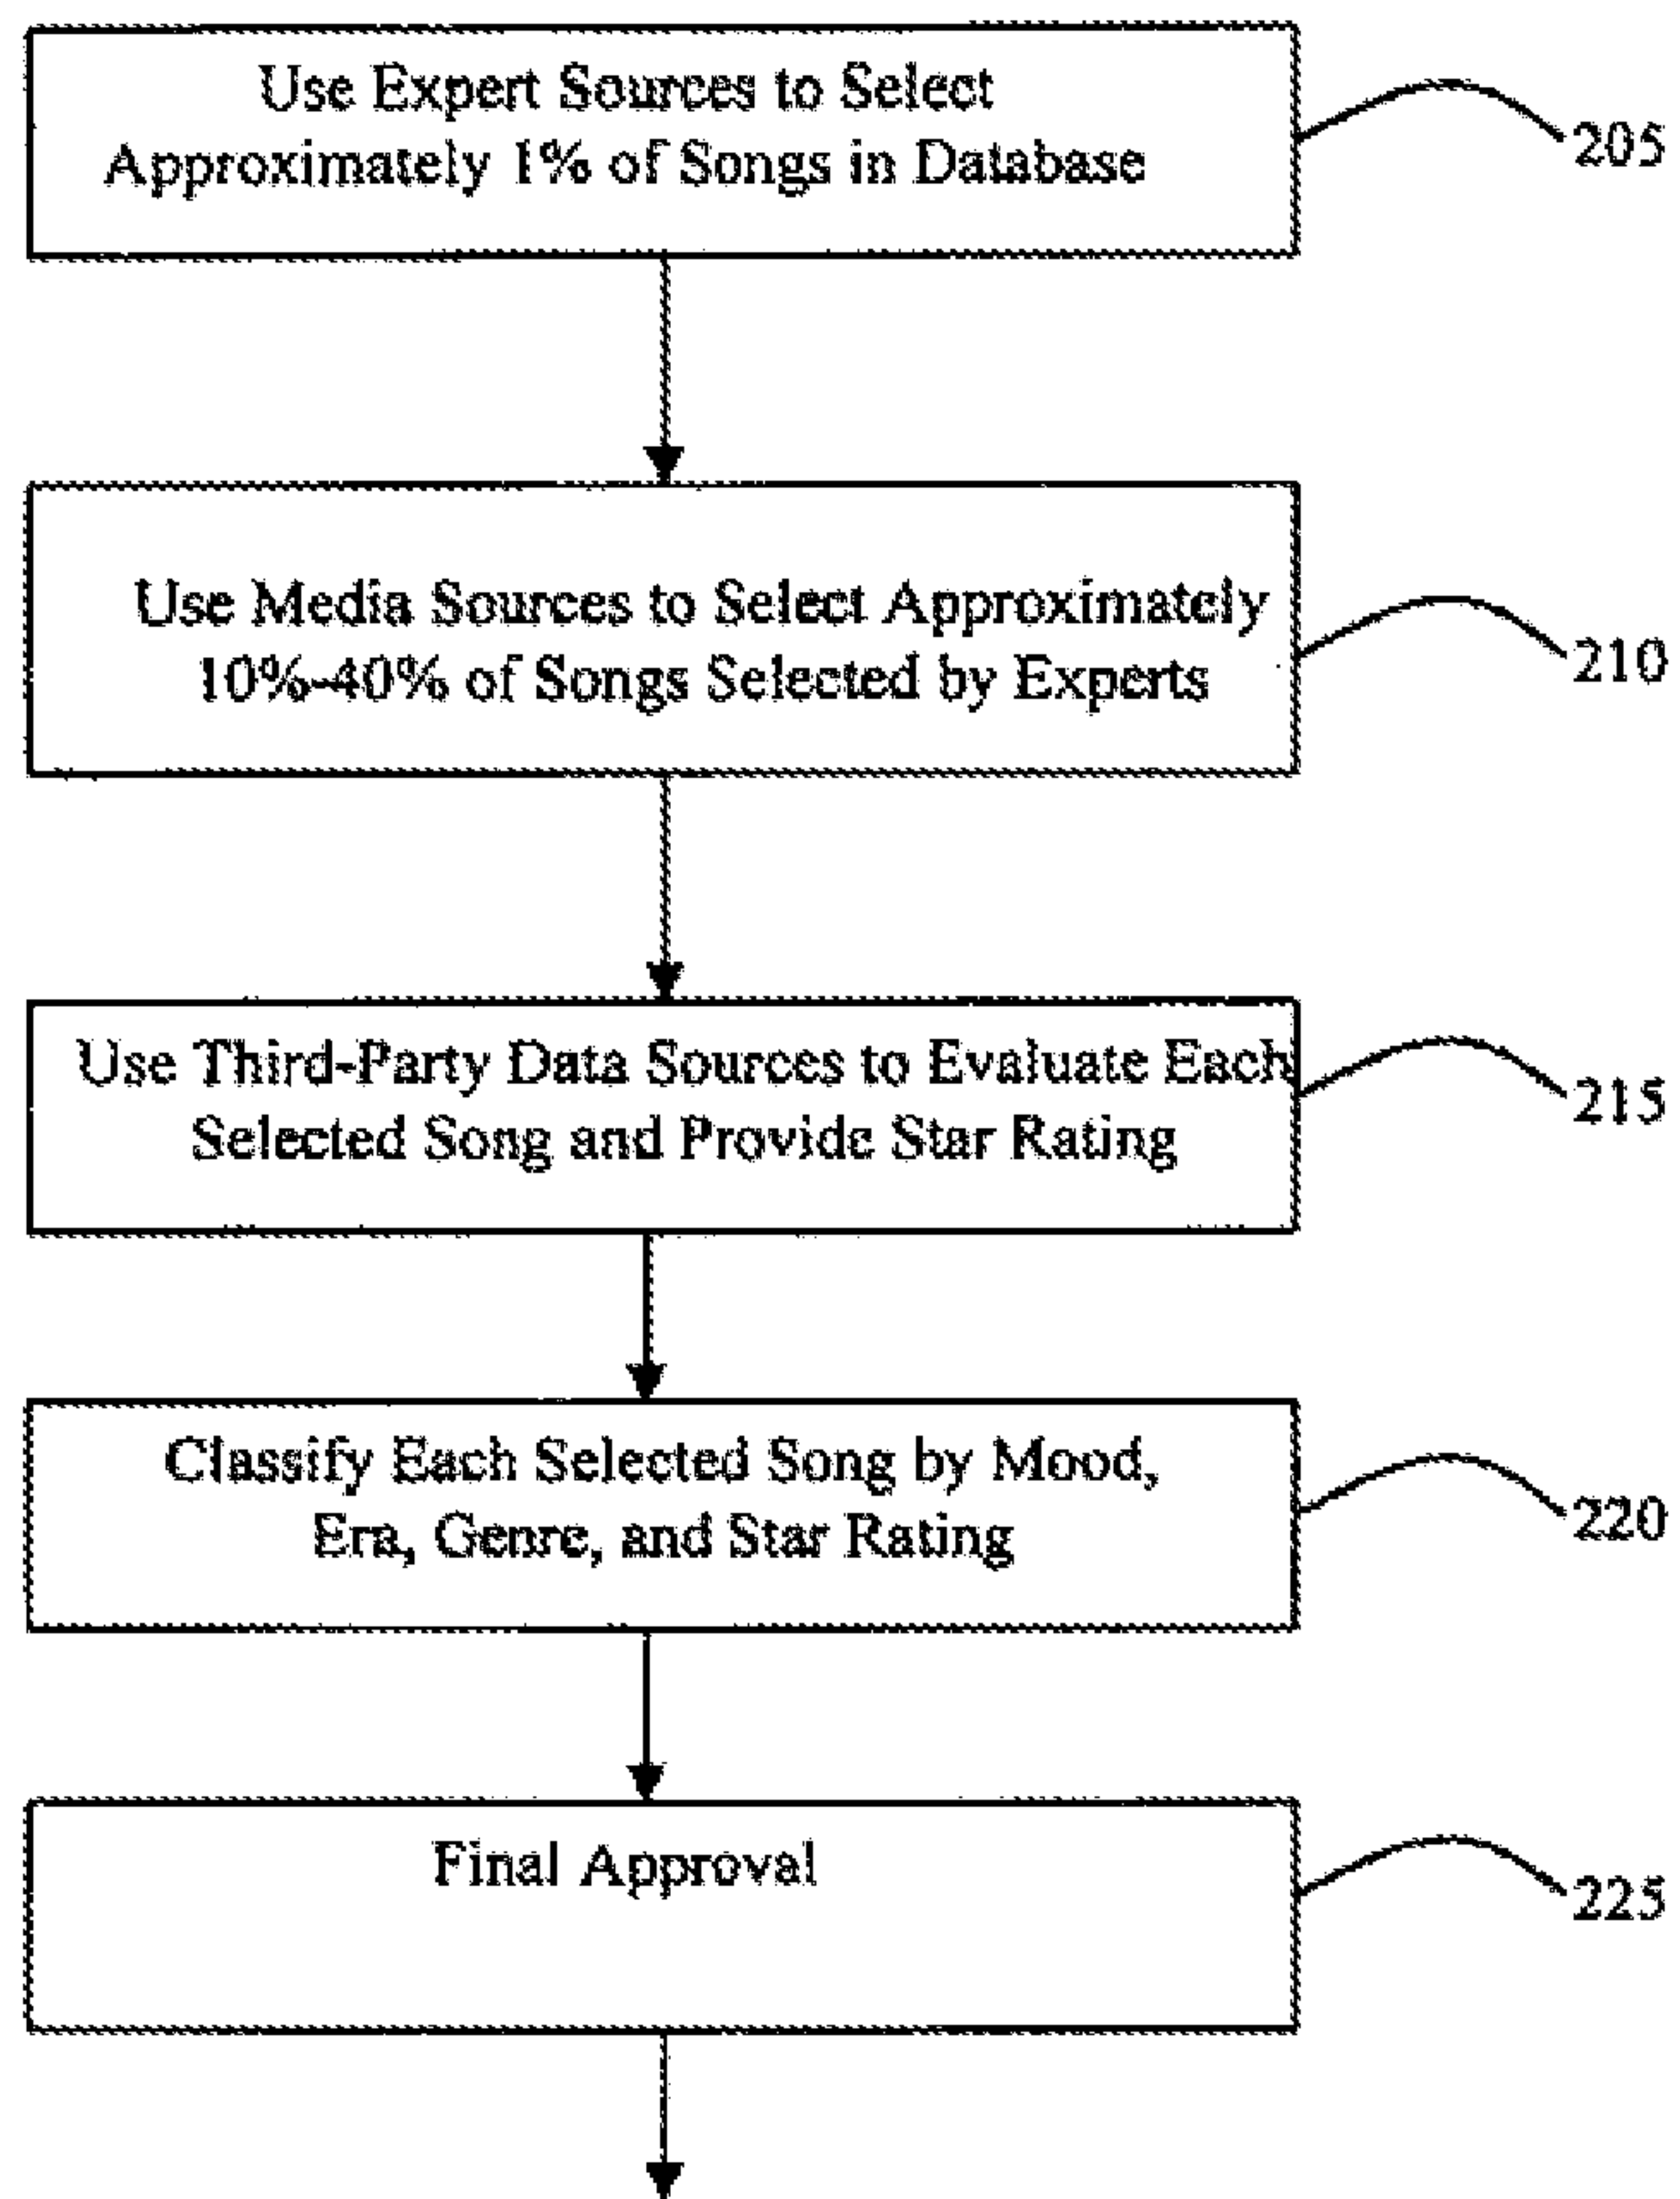 Use Expert Sources to Select
Approximately 1% of Songs in Database
205
Use Media Sources to Select Approximately
10%-40% of Songs Selected by Experts
210
Use Third-Party Data Sources to Evaluate Each
Selected Song and Provide Star Rating
215
Classify Each Selected Song by Mood,
Era, Genre, and Star Rating
220
Final Approval
225